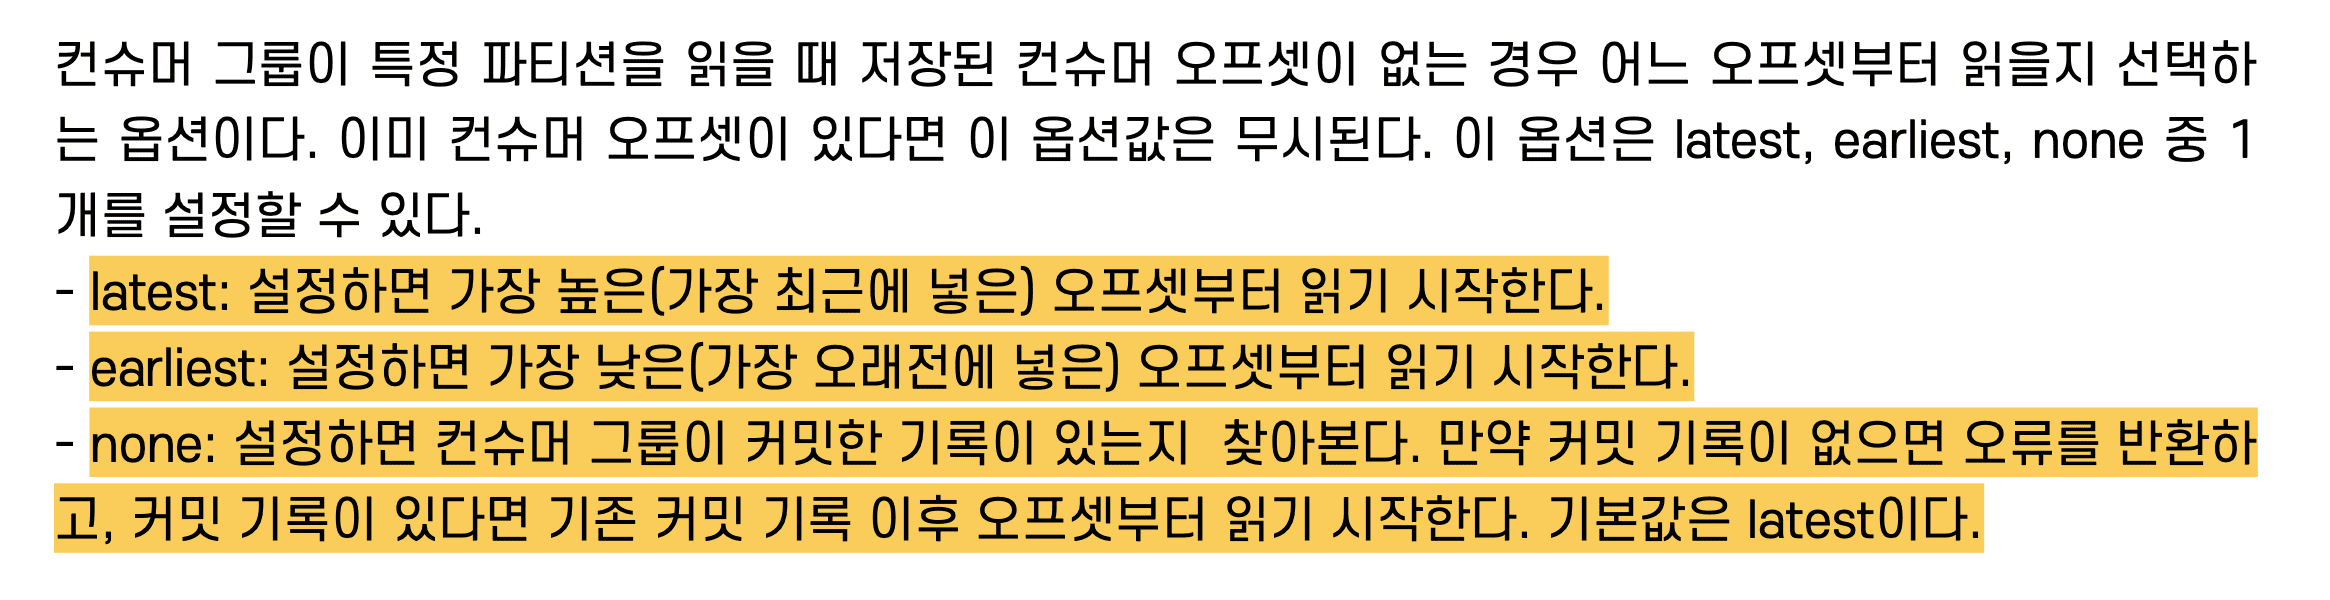 컨슈머 그룹이 특정 파티션을 읽을 때 저장된 컨슈머 오프셋이 없는 경우 어느 오프셋부터 읽을지 선택하
는 옵션이다. 이미 컨슈머 오프셋이 있다면 이 옵션값은 무시된다. 이 옵션은 latest, earliest, none 중 1
개를 설정할 수 있다.
- latest: 설정하면 가장 높은(가장 최근에 넣은) 오프셋부터 읽기 시작한다.
- earliest: 설정하면 가장 낮은(가장 오래전에 넣은) 오프셋부터 읽기 시작한다.
- none: 설정하면 컨슈머 그룹이 커밋한 기록이 있는지  찾아본다. 만약 커밋 기록이 없으면 오류를 반환하
고, 커밋 기록이 있다면 기존 커밋 기록 이후 오프셋부터 읽기 시작한다. 기본값은 latest이다.